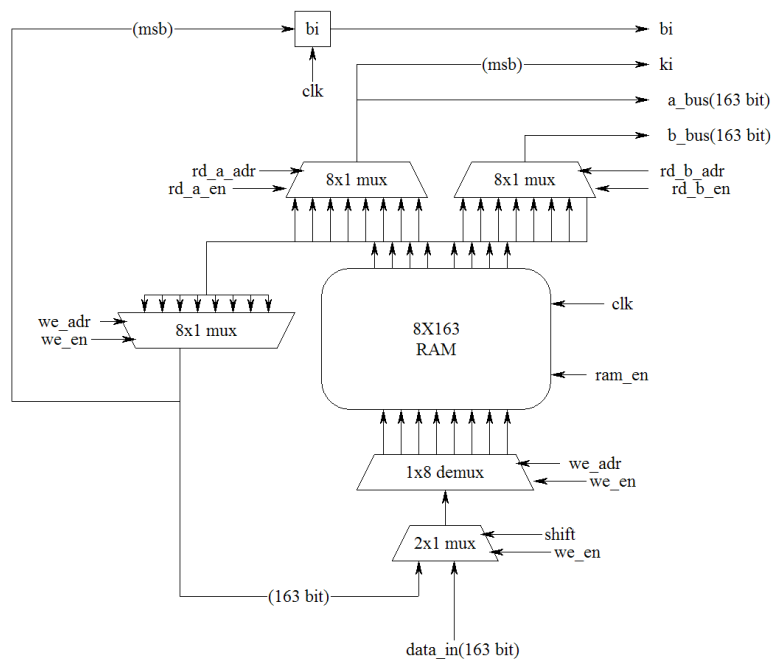 (msb)
bi
bi
clk
(msb)
ki
a_bus(163 bit)
b_bus(163 bit)
rd_a_adr
8x1 mux
rd_a_en
8x1 mux
rd_b_adr
rd_b_en
we_adr
8x1 mux
we_en
8X163
RAM
clk
ram_en
1x8 demux
we_adr
we_en
2x1 mux
shift
we_en
(163 bit)
data_in(163 bit)